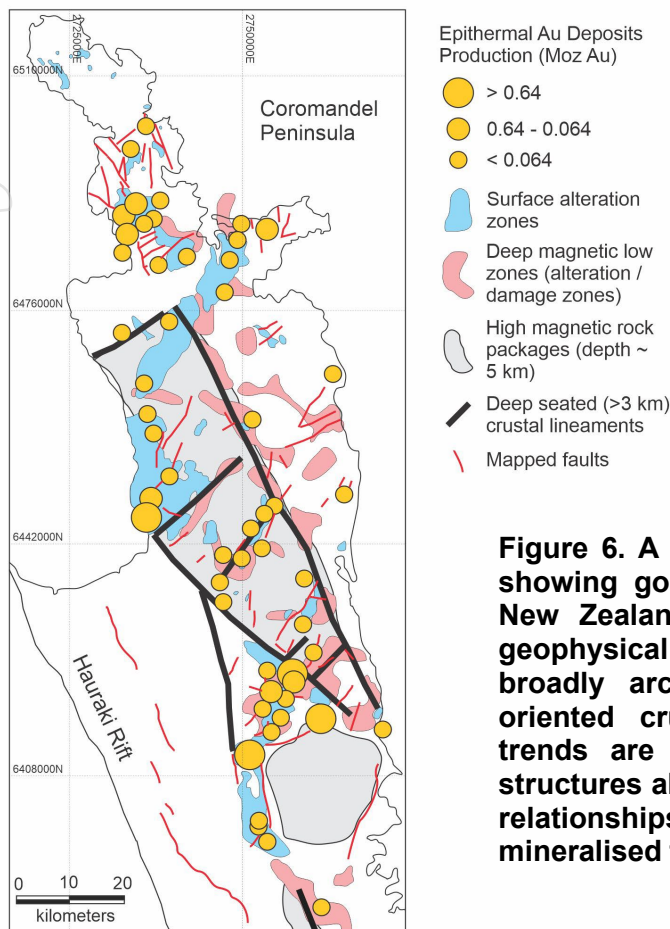 2725000E
2750000E
6510000N
Coromandel
Peninsula
6476000N
6442000N
Hauraki Rift
6408000N
0 10 20
kilometers
Epithermal Au Deposits
Production (Moz Au)
> 0.64
0.64 - 0.064
< 0.064
Surface alteration
zones
Deep magnetic low
zones (alteration /
damage zones)
High magnetic rock
packages (depth ~
5 km)
Deep seated (>3 km)
crustal lineaments
Mapped faults
Figure 6. A
showing go
New Zealan
geophysical
broadly arc
oriented cru
trends are
structures al
relationships
mineralised